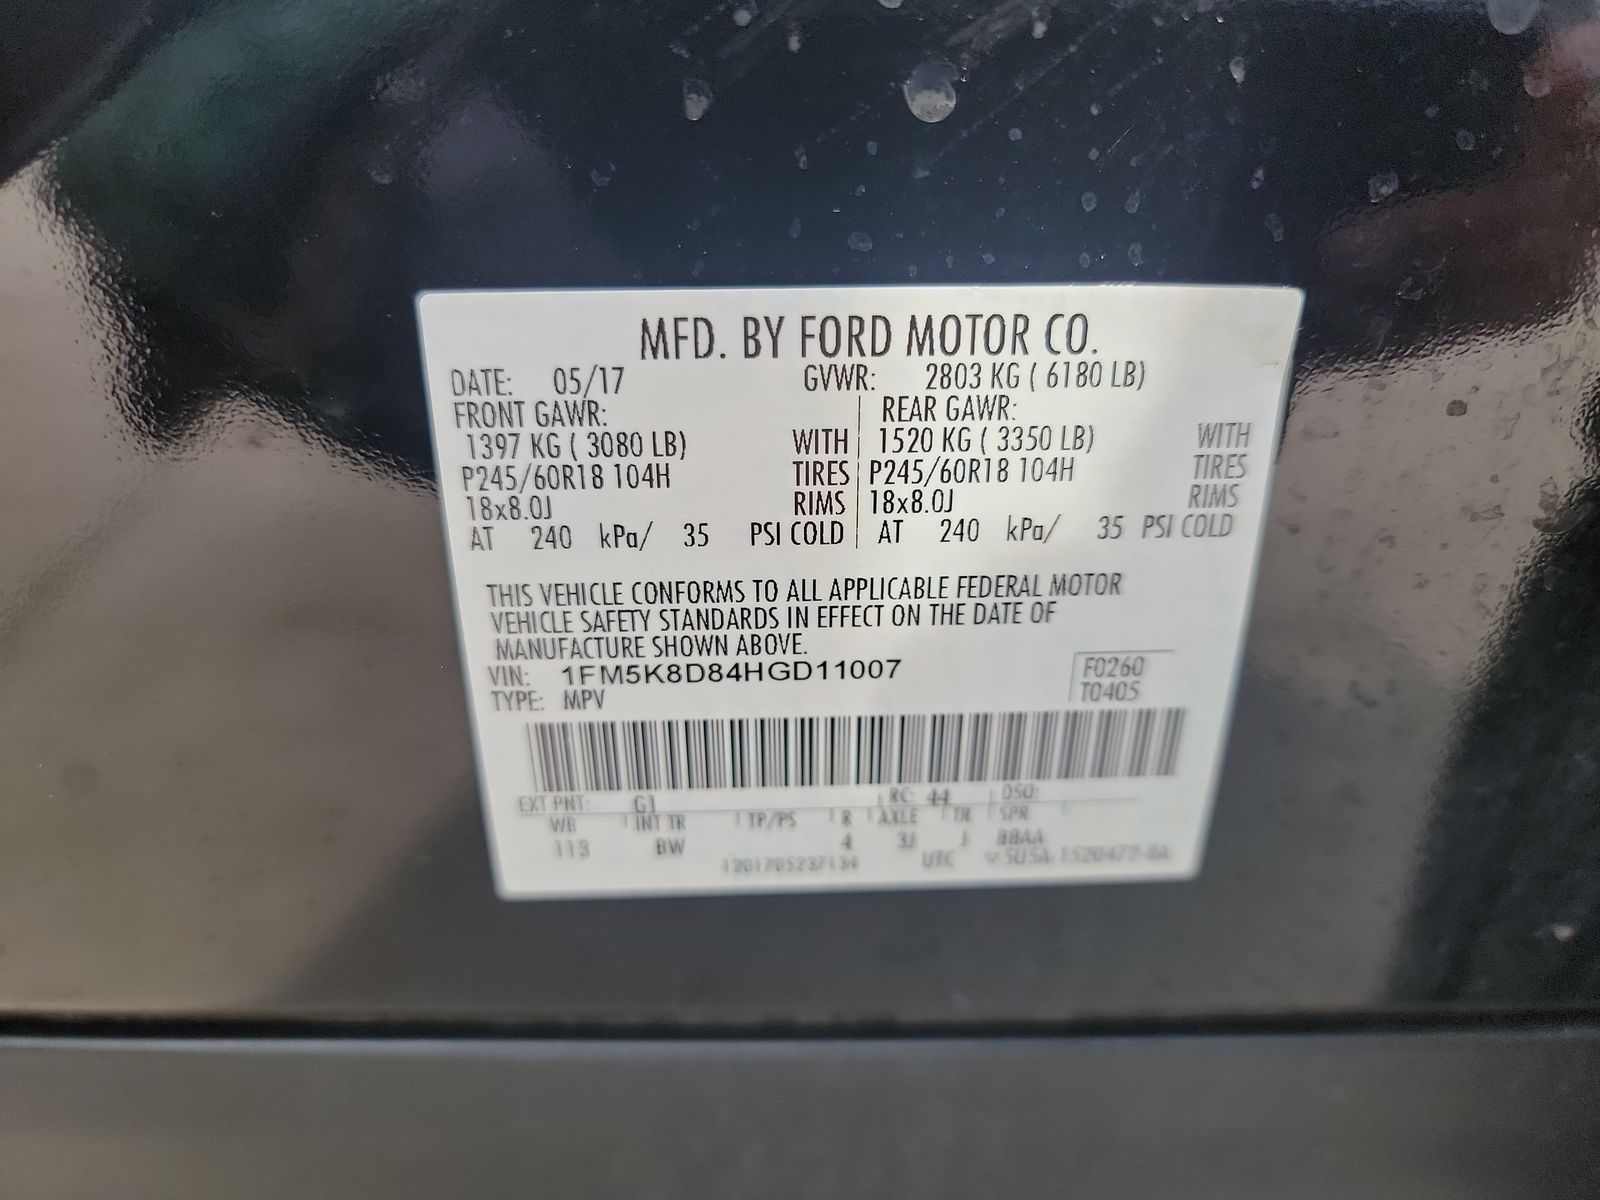 MFD. BY FORD MOTOR CO.
DATE: 05/17 GVWR: 2803 KG ( 6180 LB)
FRONT GAWR: REAR GAWR:
1397 KG ( 3080 LB) WITH 1520 KG ( 3350 LB) WITH
P245/60R18 104H TIRES P245/60R18 104H TIRES
18x8.0J RIMS 18x8.0J RIMS
AT 240 kPa/ 35 PSI COLD AT 240 kPa/ 35 PSI COLD
THIS VEHICLE CONFORMS TO ALL APPLICABLE FEDERAL MOTOR
VEHICLE SAFETY STANDARDS IN EFFECT ON THE DATE OF
MANUFACTURE SHOWN ABOVE.
VIN: 1FM5K8D84HGD11007 F0260
TYPE: MPV T0405
EXT PNT: G1 RC: 44 DSO:
WB INT TR TP/PS R AXLE TR SPR
113 BW 4 3J J BBAA
1201705237134 UTC